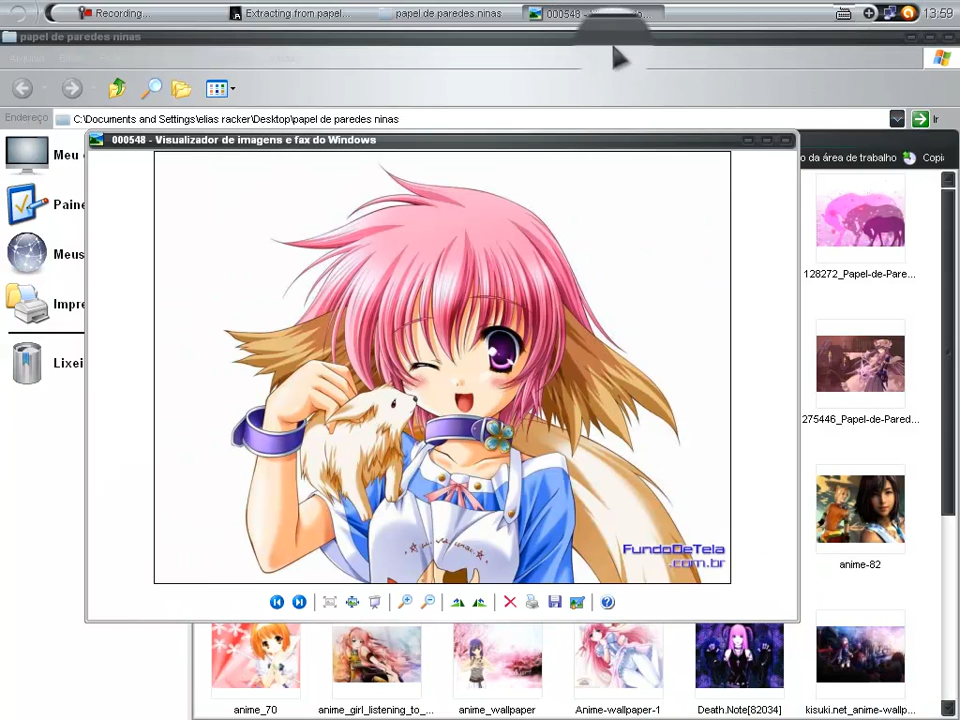 Recording...
Extracting from papel...
papel de paredes ninas
000548 -
13:59
papel de paredes ninas
Endereço
C:\Documents and Settings\elias racker\Desktop\papel de paredes ninas
Ir
000548 - Visualizador de imagens e fax do Windows
Meu
Paine
Meus
Impre
Lixei
o da área de trabalho
Copi
128272_Papel-de-Pare...
275446_Papel-de-Pared...
anime-82
FundoDeTela
.com.br
anime_70
anime_girl_listening_to_...
anime_wallpaper
Anime-wallpaper-1
Death.Note[82034]
kisuki.net_anime-wallp...